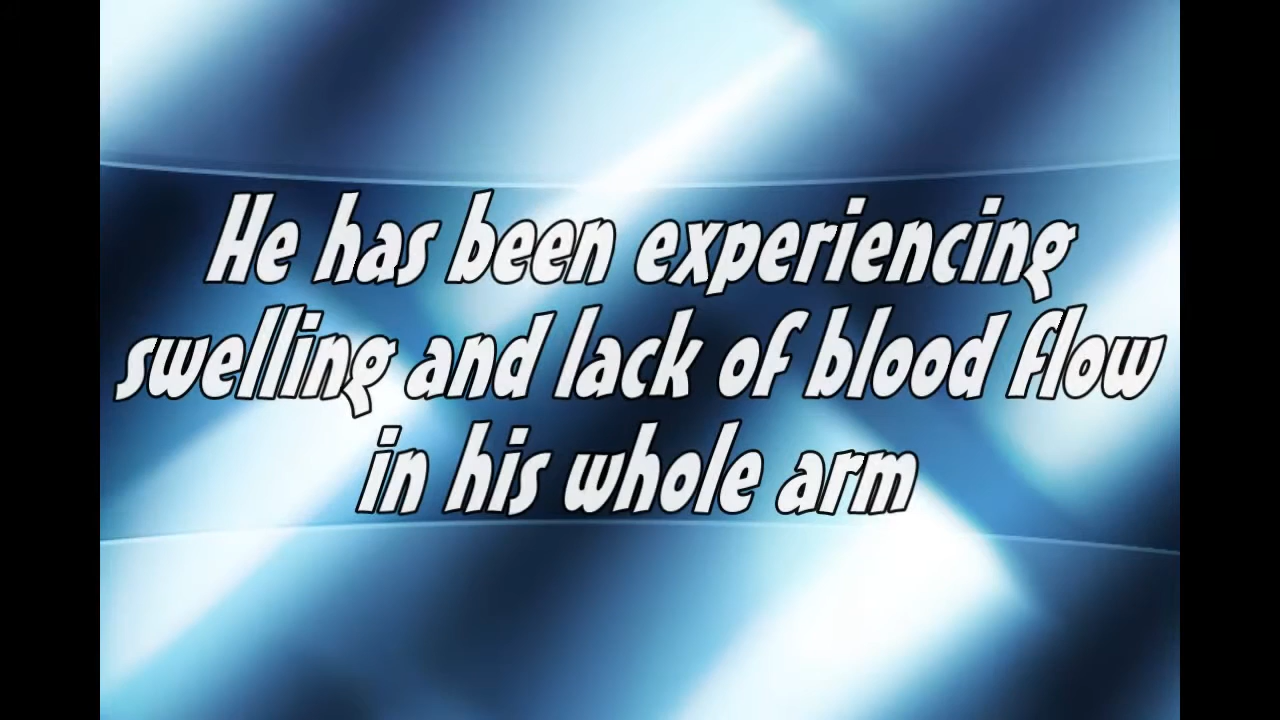 He has been experiencing
swelling and lack of blood flow
in his whole arm